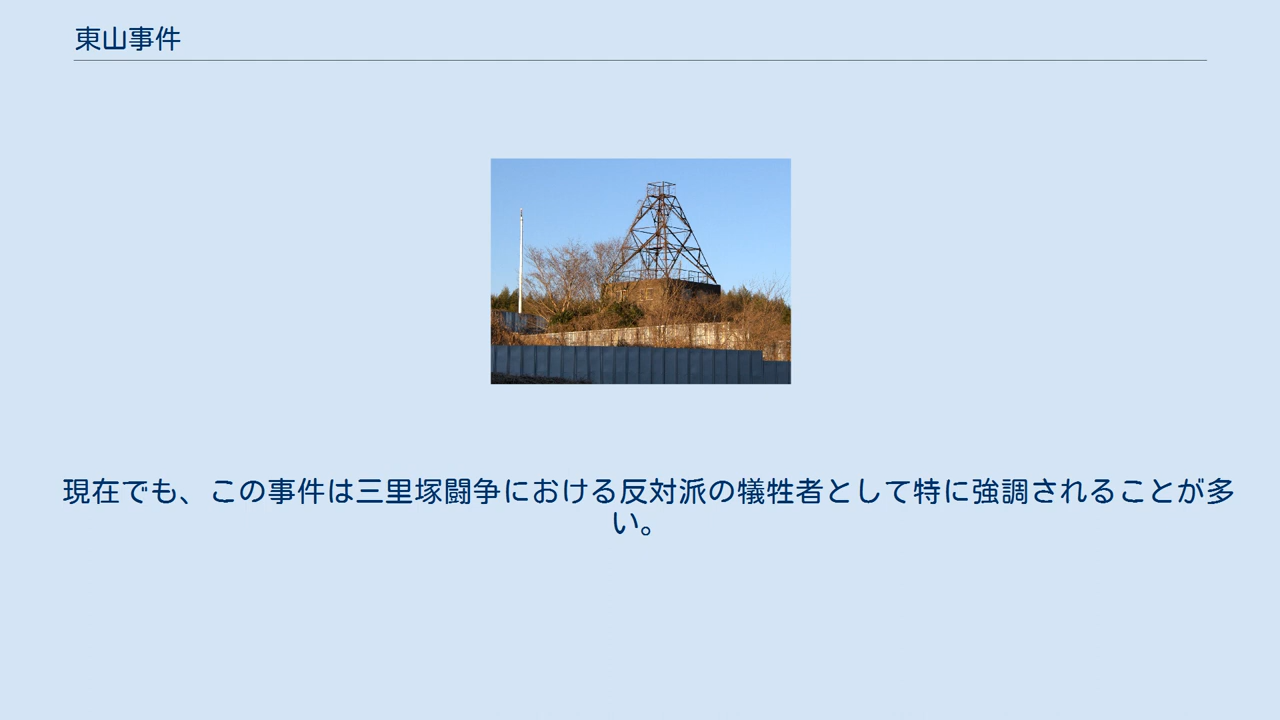 東山事件
現在でも、この事件は三里塚闘争における反対派の犠牲者として特に強調されることが多
い。